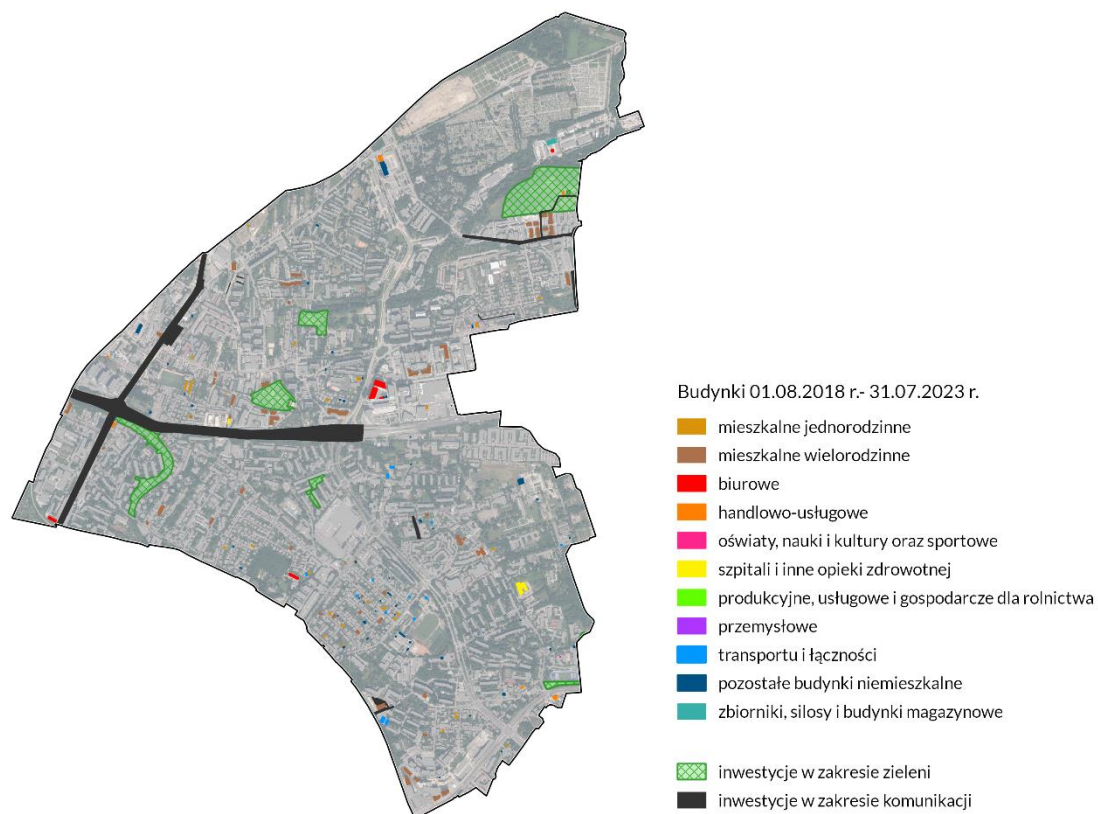 Budynki 01.08.2018 r.- 31.07.2023 r.
mieszkalne jednorodzinne
mieszkalne wielorodzinne
biurowe
handlowo-usługowe
oświaty, nauki i kultury oraz sportowe
szpitali i inne opieki zdrowotnej
produkcyjne, usługowe i gospodarcze dla rolnictwa
przemysłowe
transportu i łączności
pozostałe budynki niemieszkalne
zbiorniki, silosy i budynki magazynowe
inwestycje w zakresie zieleni
inwestycje w zakresie komunikacji